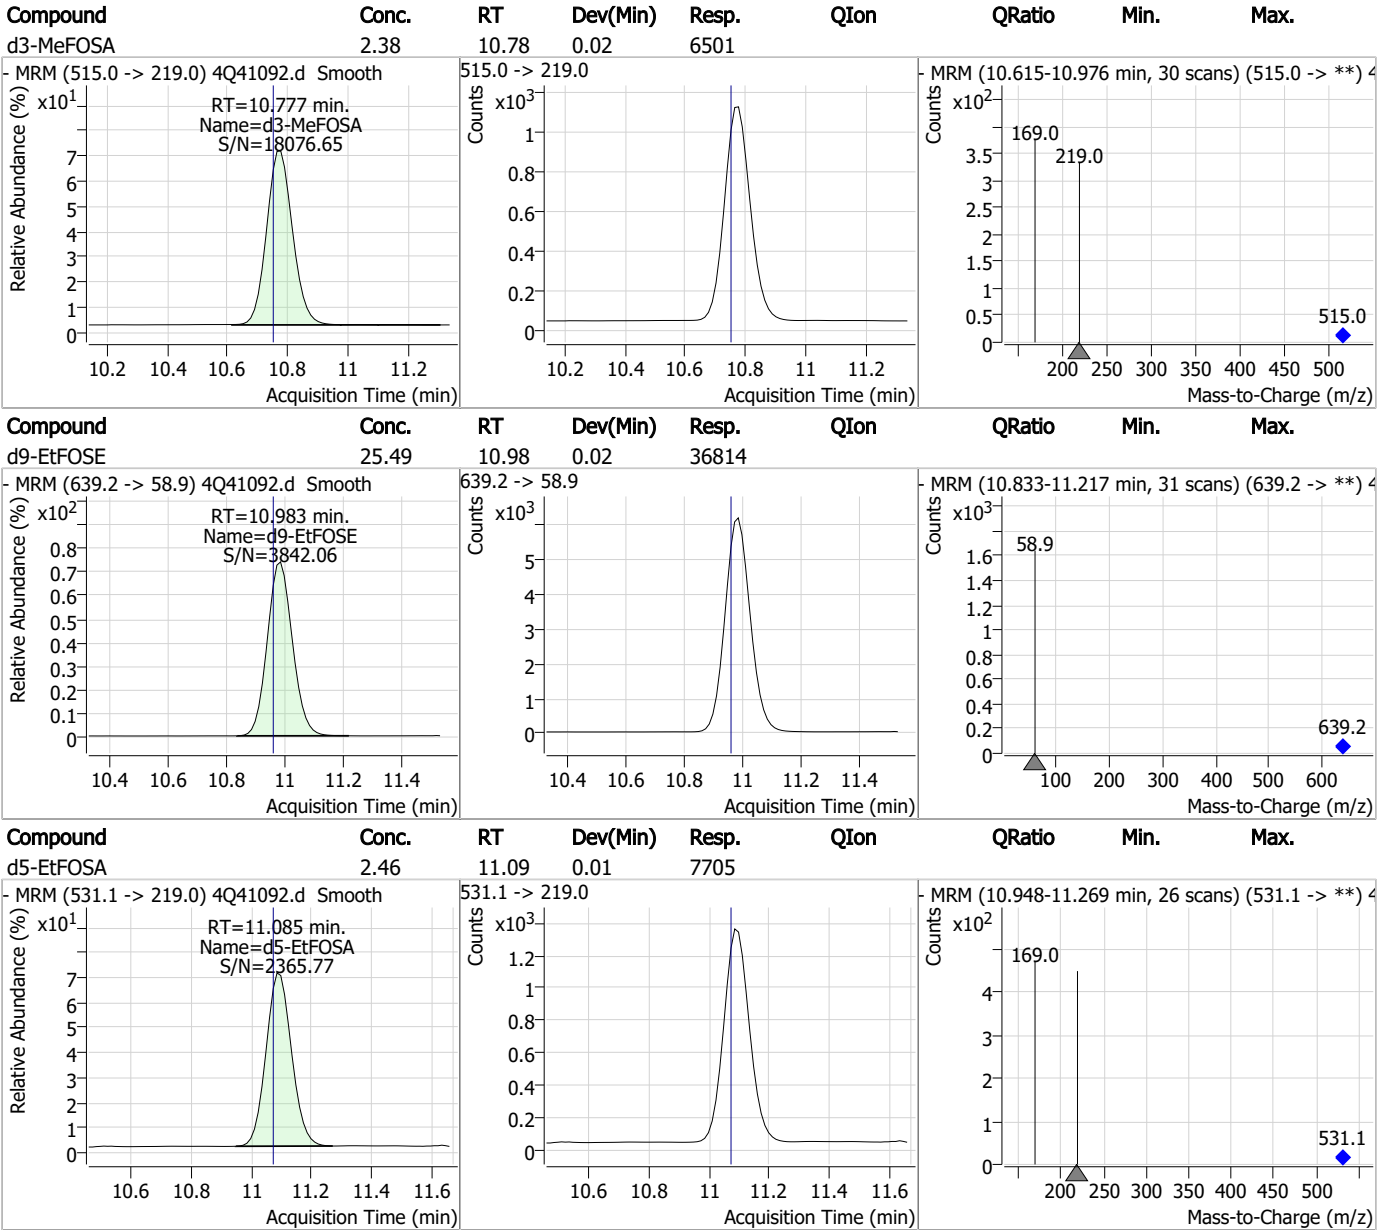 Compound Conc. RT Dev(Min) Resp. QIon QRatio Min. Max.
d3-MeFOSA 2.38 10.78 0.02 6501
- MRM (515.0 -> 219.0) 4Q41092.d Smooth
Relative Abundance (%)
x10¹
RT=10.777 min.
Name=d3-MeFOSA
S/N=18076.65
7
6
5
4
3
2
1
0
10.2 10.4 10.6 10.8 11 11.2
Acquisition Time (min)
515.0 -> 219.0
Counts
x10³
1
0.8
0.6
0.4
0.2
0
10.2 10.4 10.6 10.8 11 11.2
Acquisition Time (min)
- MRM (10.615-10.976 min, 30 scans) (515.0 -> **) 4
Counts
x10²
169.0
219.0
3.5
3
2.5
2
1.5
1
0.5
0
515.0
200 250 300 350 400 450 500
Mass-to-Charge (m/z)
Compound Conc. RT Dev(Min) Resp. QIon QRatio Min. Max.
d9-EtFOSE 25.49 10.98 0.02 36814
- MRM (639.2 -> 58.9) 4Q41092.d Smooth
Relative Abundance (%)
x10²
RT=10.983 min.
Name=d9-EtFOSE
S/N=3842.06
0.8
0.7
0.6
0.5
0.4
0.3
0.2
0.1
0
10.4 10.6 10.8 11 11.2 11.4
Acquisition Time (min)
639.2 -> 58.9
Counts
x10³
5
4
3
2
1
0
10.4 10.6 10.8 11 11.2 11.4
Acquisition Time (min)
- MRM (10.833-11.217 min, 31 scans) (639.2 -> **) 4
Counts
x10³
58.9
1.6
1.4
1.2
1
0.8
0.6
0.4
0.2
0
639.2
100 200 300 400 500 600
Mass-to-Charge (m/z)
Compound Conc. RT Dev(Min) Resp. QIon QRatio Min. Max.
d5-EtFOSA 2.46 11.09 0.01 7705
- MRM (531.1 -> 219.0) 4Q41092.d Smooth
Relative Abundance (%)
x10¹
RT=11.085 min.
Name=d5-EtFOSA
S/N=2365.77
7
6
5
4
3
2
1
0
10.6 10.8 11 11.2 11.4 11.6
Acquisition Time (min)
531.1 -> 219.0
Counts
x10³
1.2
1
0.8
0.6
0.4
0.2
0
10.6 10.8 11 11.2 11.4 11.6
Acquisition Time (min)
- MRM (10.948-11.269 min, 26 scans) (531.1 -> **) 4
Counts
x10²
169.0
4
3
2
1
0
531.1
200 250 300 350 400 450 500
Mass-to-Charge (m/z)